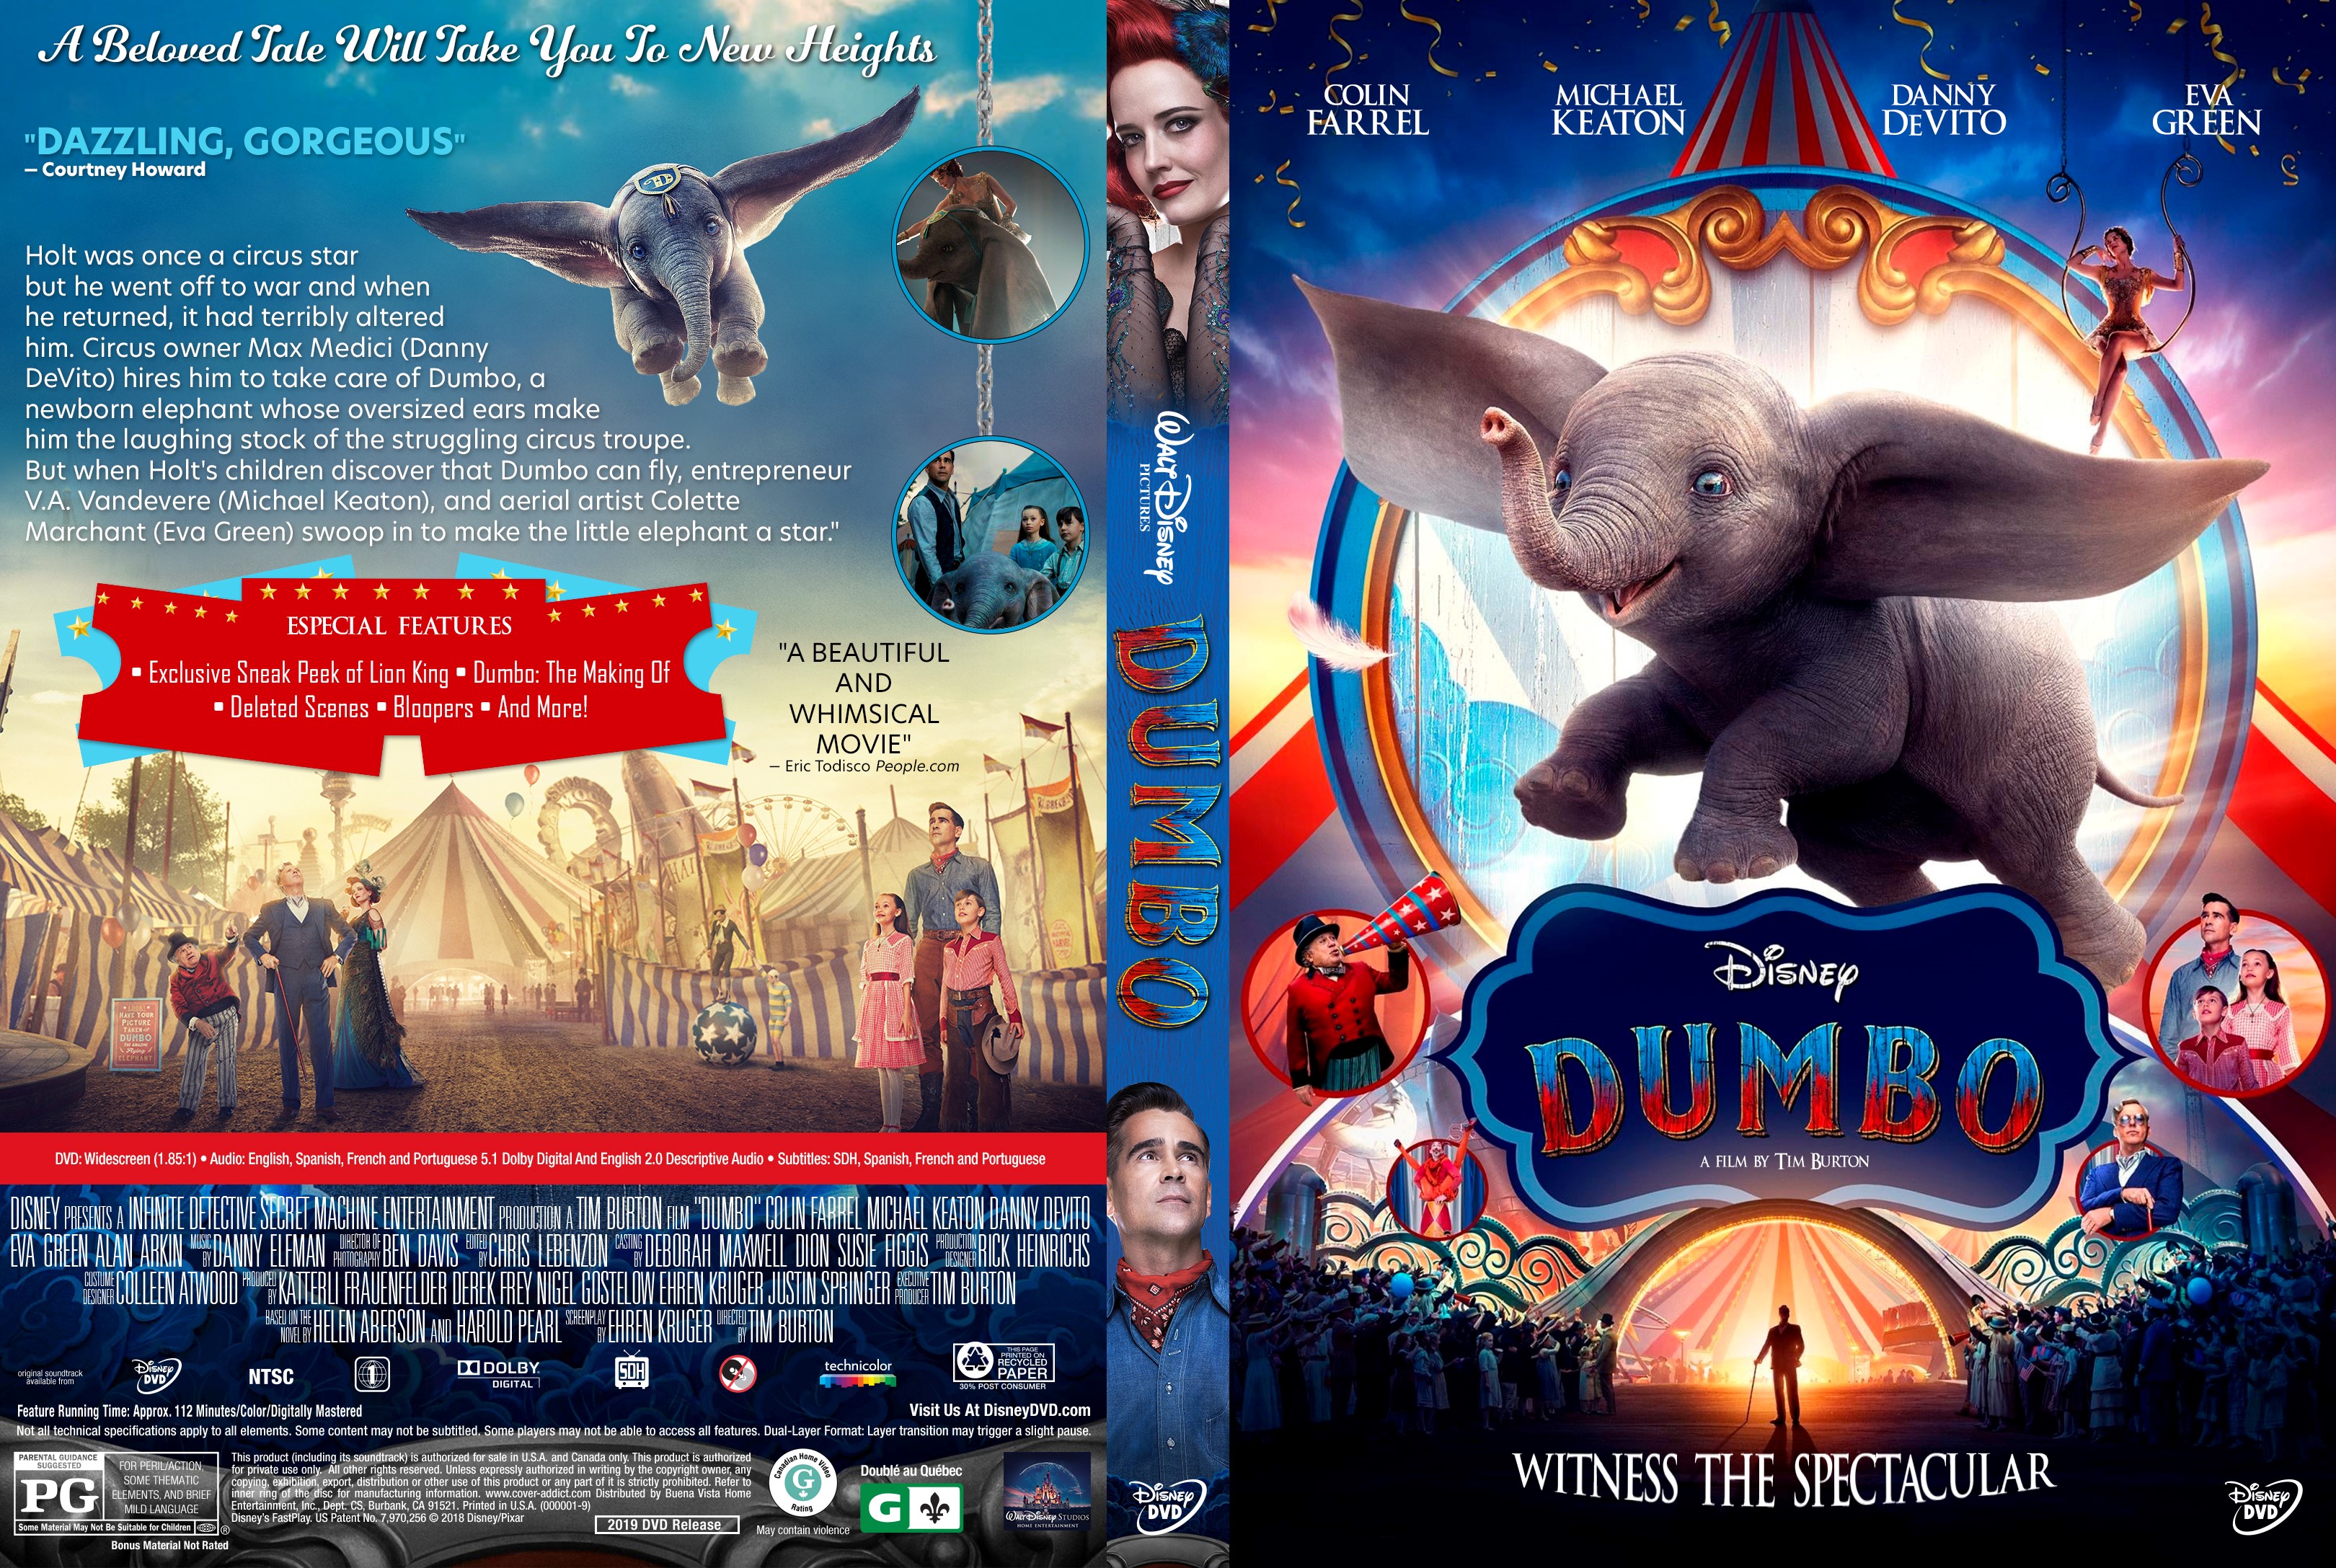 A Beloved Tale Will Take You To New Heights
"DAZZLING, GORGEOUS"
– Courtney Howard
Holt was once a circus star
but he went off to war and when
he returned, it had terribly altered
him. Circus owner Max Medici (Danny
DeVito) hires him to take care of Dumbo, a
newborn elephant whose oversized ears make
him the laughing stock of the struggling circus troupe.
But when Holt's children discover that Dumbo can fly, entrepreneur
V.A. Vandevere (Michael Keaton), and aerial artist Colette
Marchant (Eva Green) swoop in to make the little elephant a star."
ESPECIAL FEATURES
▪ Exclusive Sneak Peek of Lion King ▪ Dumbo: The Making Of
▪ Deleted Scenes ▪ Bloopers ▪ And More!
"A BEAUTIFUL
AND
WHIMSICAL
MOVIE"
– Eric Todisco People.com
HAVE YOUR
PICTURE
TAKEN
DUMBO
ELEPHANT
DVD: Widescreen (1.85:1) • Audio: English, Spanish, French and Portuguese 5.1 Dolby Digital And English 2.0 Descriptive Audio • Subtitles: SDH, Spanish, French and Portuguese
DISNEY PRESENTS A INFINITE DETECTIVE SECRET MACHINE ENTERTAINMENT PRODUCTION A TIM BURTON FILM "DUMBO" COLIN FARREL MICHAEL KEATON DANNY DEVITO
EVA GREEN ALAN ARKIN MUSIC BY DANNY ELFMAN DIRECTOR OF PHOTOGRAPHY BEN DAVIS EDITED BY CHRIS LEBENZON CASTING BY DEBORAH MAXWELL DION SUSIE FIGGIS PRODUCTION DESIGNER RICK HEINRICHS
CUSTUME DESIGNER COLLEEN ATWOOD PRODUCED BY KATTERLI FRAUENFELDER DEREK FREY NIGEL GOSTELOW EHREN KRUGER JUSTIN SPRINGER EXECUTIVE PRODUCER TIM BURTON
BASED ON THE NOVEL BY HELEN ABERSON AND HAROLD PEARL SCREENPLAY BY EHREN KRUGER DIRECTED BY TIM BURTON
original soundtrack
available from
Disney
DVD
NTSC
1
DOLBY
DIGITAL
SDH
technicolor
THIS PAGE
PRINTED ON
RECYCLED
PAPER
30% POST CONSUMER
Feature Running Time: Approx. 112 Minutes/Color/Digitally Mastered
Visit Us At DisneyDVD.com
Not all technical specifications apply to all elements. Some content may not be subtitled. Some players may not be able to access all features. Dual-Layer Format: Layer transition may trigger a slight pause.
PARENTAL GUIDANCE SUGGESTED
PG
FOR PERIL/ACTION,
SOME THEMATIC
ELEMENTS, AND BRIEF
MILD LANGUAGE
Some Material May Not Be Suitable for Children
®
Bonus Material Not Rated
This product (including its soundtrack) is authorized for sale in U.S.A. and Canada only. This product is authorized
for private use only. All other rights reserved. Unless expressly authorized in writing by the copyright owner, any
copying, exhibition, export, distribution or other use of this product or any part of it is strictly prohibited. Refer to
inner ring of the disc for manufacturing information. www.cover-addict.com Distributed by Buena Vista Home
Entertainment, Inc., Dept. CS, Burbank, CA 91521. Printed in U.S.A. (000001-9)
Disney's FastPlay. US Patent No. 7,970,256 © 2018 Disney/Pixar
2019 DVD Release
Canadian Home Video
G
Rating
May contain violence
Doublé au Québec
G
WALT DISNEY STUDIOS
HOME ENTERTAINMENT
WALT DISNEY
PICTURES
DUMBO
Disney
DVD
COLIN
FARREL
MICHAEL
KEATON
DANNY
DeVITO
EVA
GREEN
Disney
DUMBO
A FILM BY TIM BURTON
WITNESS THE SPECTACULAR
Disney
DVD